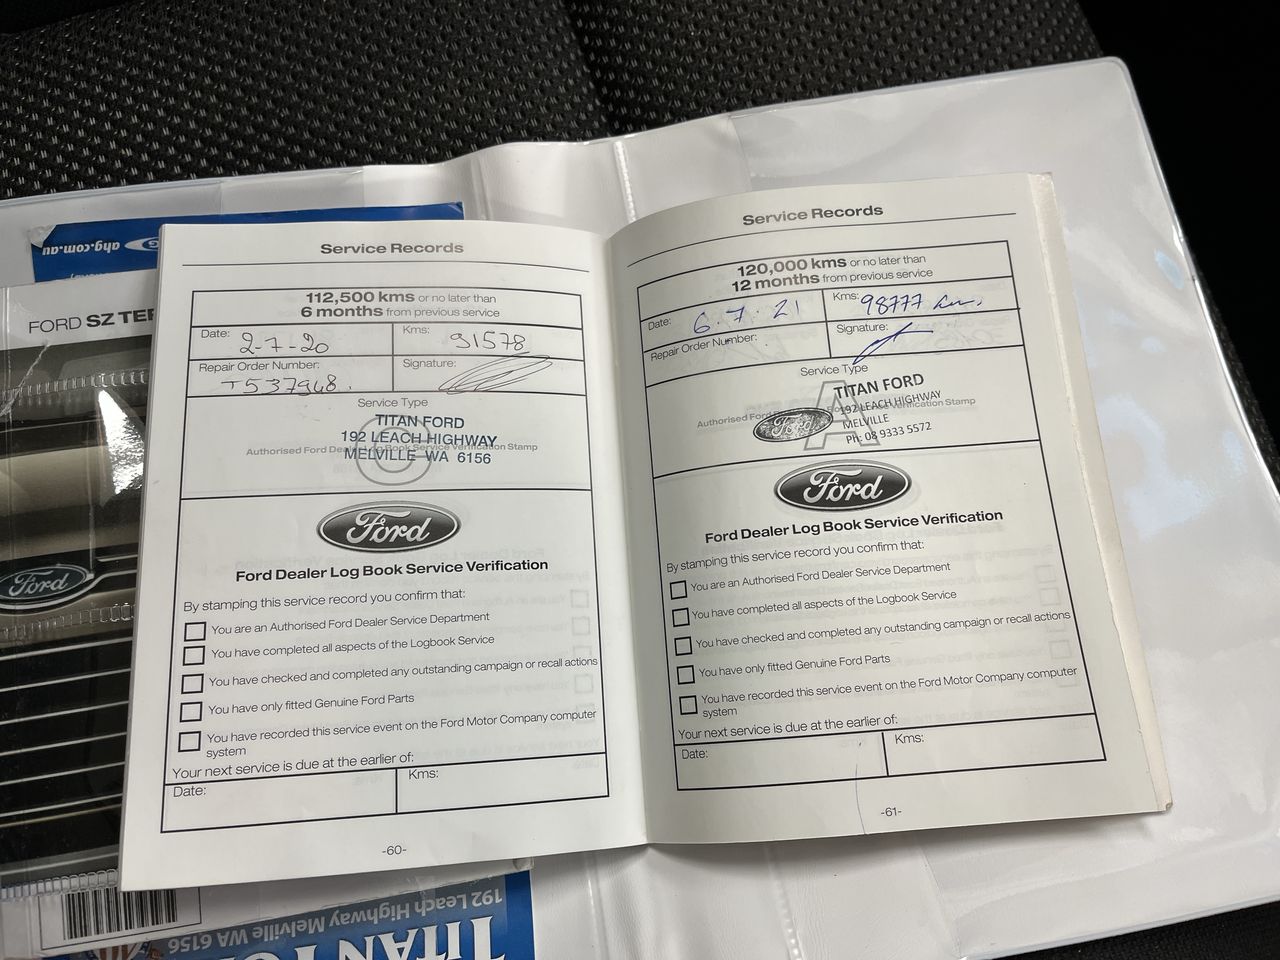 ahg.com.au
FORD SZ TER
Ford
Service Records
112,500 kms or no later than
6 months from previous service
Date: 2-7-20
Kms: 91578
Repair Order Number: T537948.
Signature:
Service Type
C
Authorised Ford Dealer Log Book Service Verification Stamp
TITAN FORD
192 LEACH HIGHWAY
MELVILLE WA 6156
Ford
Ford Dealer Log Book Service Verification
By stamping this service record you confirm that:
You are an Authorised Ford Dealer Service Department
You have completed all aspects of the Logbook Service
You have checked and completed any outstanding campaign or recall actions
You have only fitted Genuine Ford Parts
You have recorded this service event on the Ford Motor Company computer
system
Your next service is due at the earlier of:
Date:
Kms:
-60-
Service Records
120,000 kms or no later than
12 months from previous service
Date: 6.7.21
Kms: 98777 km.
Repair Order Number:
Signature:
Service Type
A
Authorised Ford Verification Stamp
Ford
TITAN FORD
192 LEACH HIGHWAY
MELVILLE
Ph: 08 9333 5572
Ford
Ford Dealer Log Book Service Verification
By stamping this service record you confirm that:
You are an Authorised Ford Dealer Service Department
You have completed all aspects of the Logbook Service
You have checked and completed any outstanding campaign or recall actions
You have only fitted Genuine Ford Parts
You have recorded this service event on the Ford Motor Company computer
system
Your next service is due at the earlier of:
Date:
Kms:
-61-
192 Leach Highway Melville WA 6156
TITAN FO